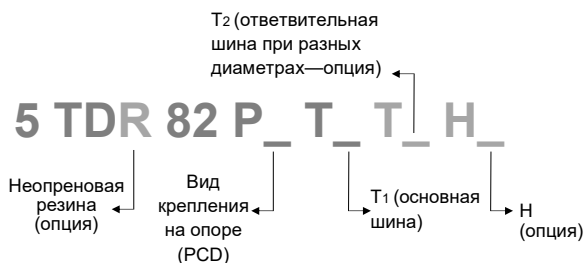 T2 (ответвительная
шина при разных
диаметрах—опция)
5 TDR 82 P_ T_ T_ H_
Неопреновая
резина
(опция)
Вид
крепления
на опоре
(PCD)
T1 (основная
шина)
H
(опция)